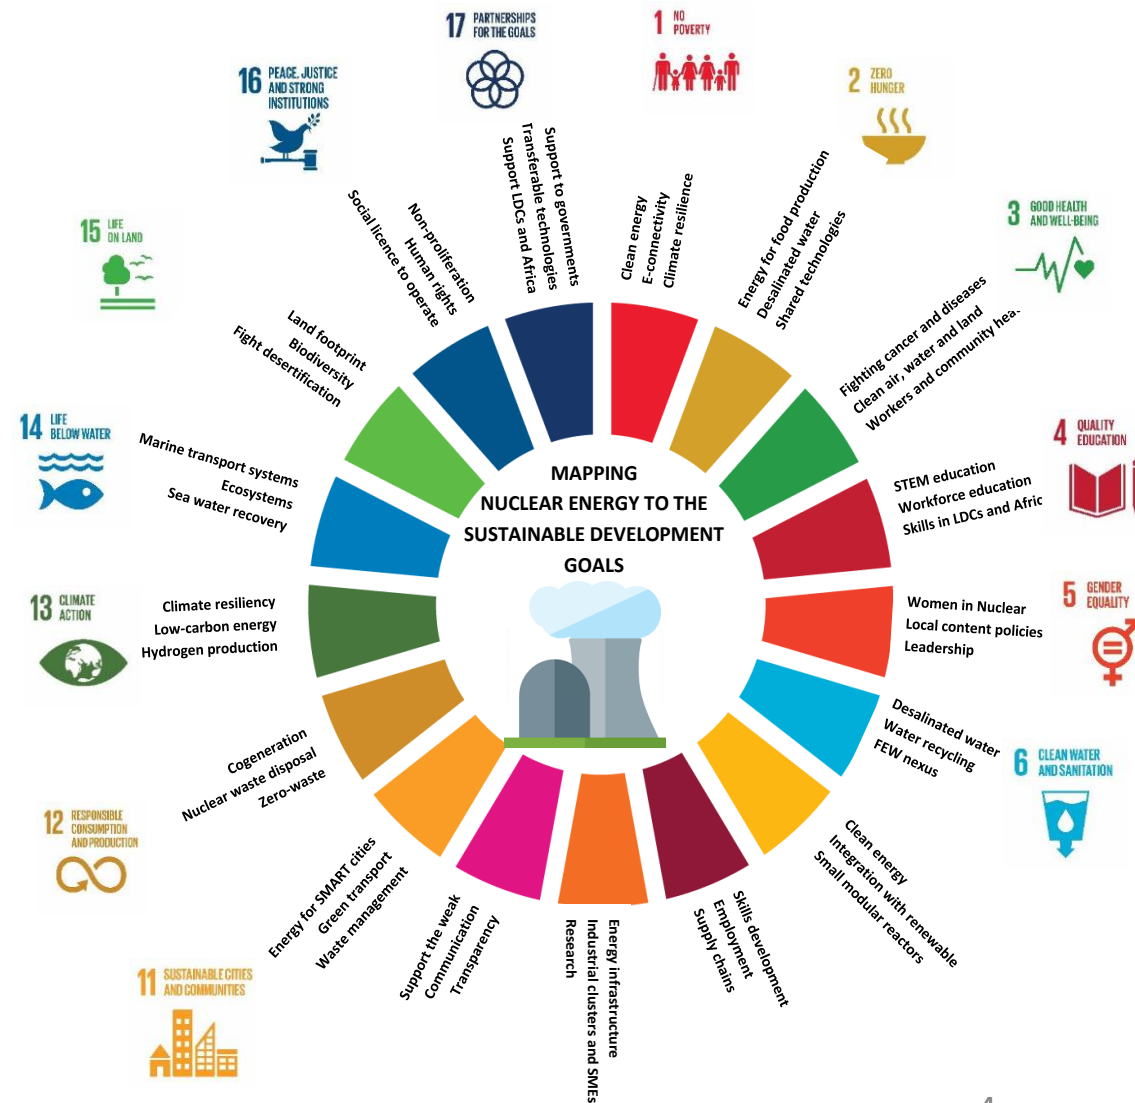 MAPPING
NUCLEAR ENERGY TO THE
SUSTAINABLE DEVELOPMENT
GOALS
1 NO
POVERTY
Clean energy
E-connectivity
Climate resilience
2 ZERO
HUNGER
Energy for food production
Desalinated water
Shared technologies
3 GOOD HEALTH
AND WELL-BEING
Fighting cancer and diseases
Clean air, water and land
Workers and community
4 QUALITY
EDUCATION
STEM education
Workforce education
Skills in LDCs and Afric
5 GENDER
EQUALITY
Women in Nuclear
Local content policies
Leadership
6 CLEAN WATER
AND SANITATION
Desalinated water
Water recycling
FEW nexus
Clean energy
Integration with renewable
Small modular reactors
Skills development
Employment
Supply chains
Energy infrastructure
Industrial clusters and SMEs
Research
Support the weak
Communication
Transparency
11 SUSTAINABLE CITIES
AND COMMUNITIES
Energy for SMART cities
Green transport
Waste management
12 RESPONSIBLE
CONSUMPTION
AND PRODUCTION
Cogeneration
Nuclear waste disposal
Zero-waste
13 CLIMATE
ACTION
Climate resiliency
Low-carbon energy
Hydrogen production
14 LIFE
BELOW WATER
Marine transport systems
Ecosystems
Sea water recovery
15 LIFE
ON LAND
Land footprint
Biodiversity
Fight desertification
16 PEACE, JUSTICE
AND STRONG
INSTITUTIONS
Non-proliferation
Human rights
Social licence to operate
17 PARTNERSHIPS
FOR THE GOALS
Support to governments
Transferable technologies
Support LDCs and Africa